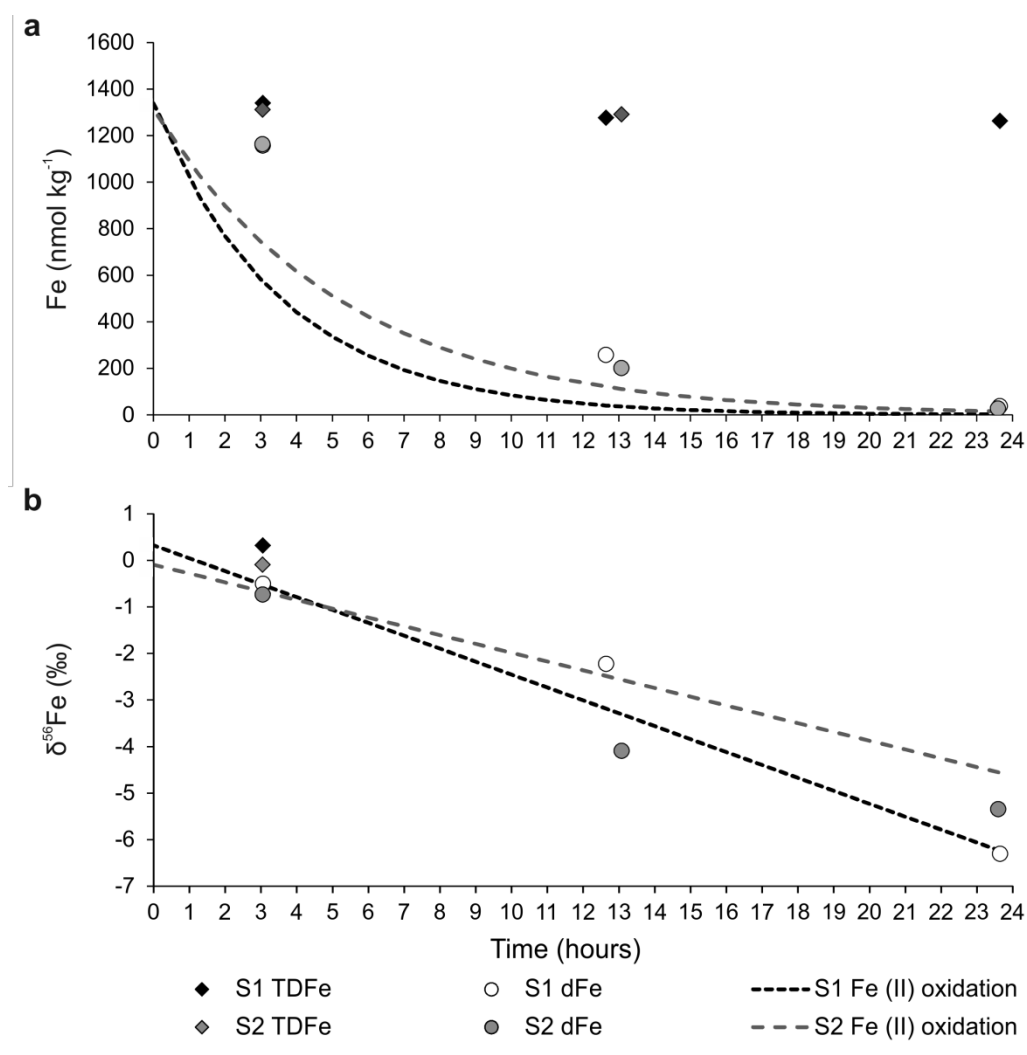 a
1600
1400
1200
1000
800
600
400
200
0
Fe (nmol kg⁻¹)
0 1 2 3 4 5 6 7 8 9 10 11 12 13 14 15 16 17 18 19 20 21 22 23 24
b
1
0
-1
-2
-3
-4
-5
-6
-7
δ⁵⁶Fe (‰)
0 1 2 3 4 5 6 7 8 9 10 11 12 13 14 15 16 17 18 19 20 21 22 23 24
Time (hours)
S1 TDFe S1 dFe S1 Fe (II) oxidation
S2 TDFe S2 dFe S2 Fe (II) oxidation